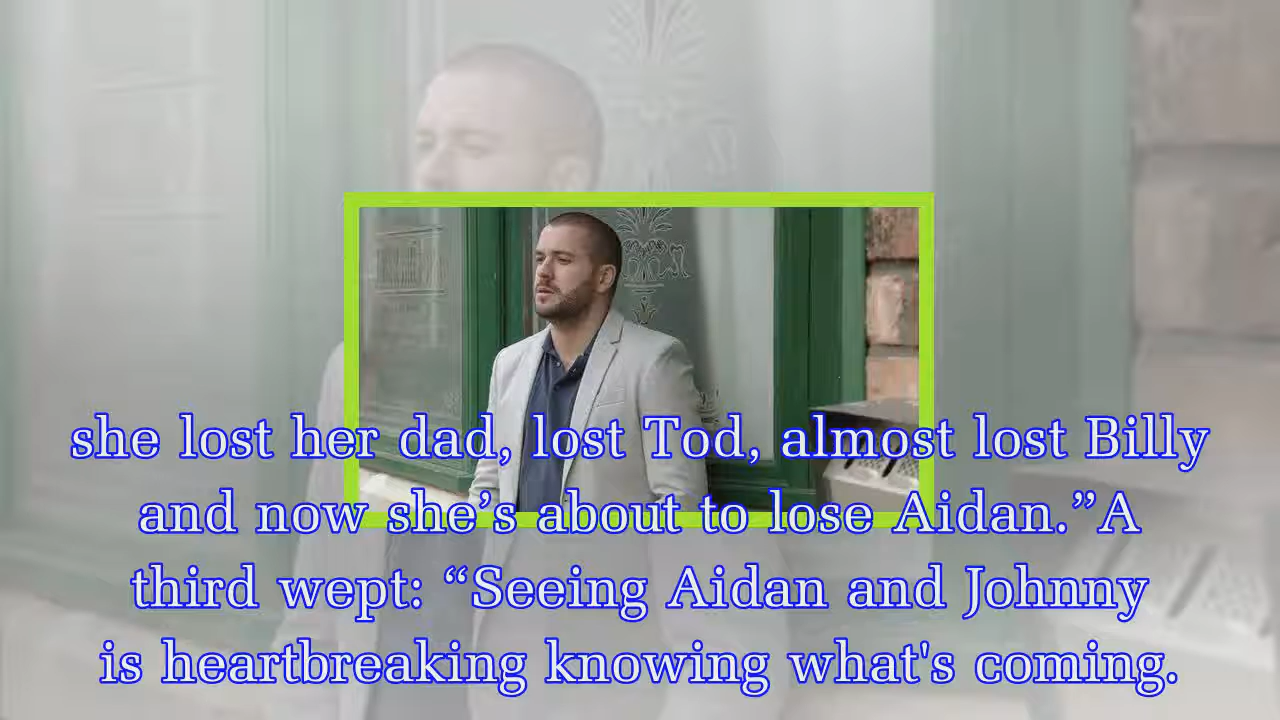 she lost her dad, lost Tod, almost lost Billy
and now she’s about to lose Aidan.”A
third wept: “Seeing Aidan and Johnny
is heartbreaking knowing what's coming.